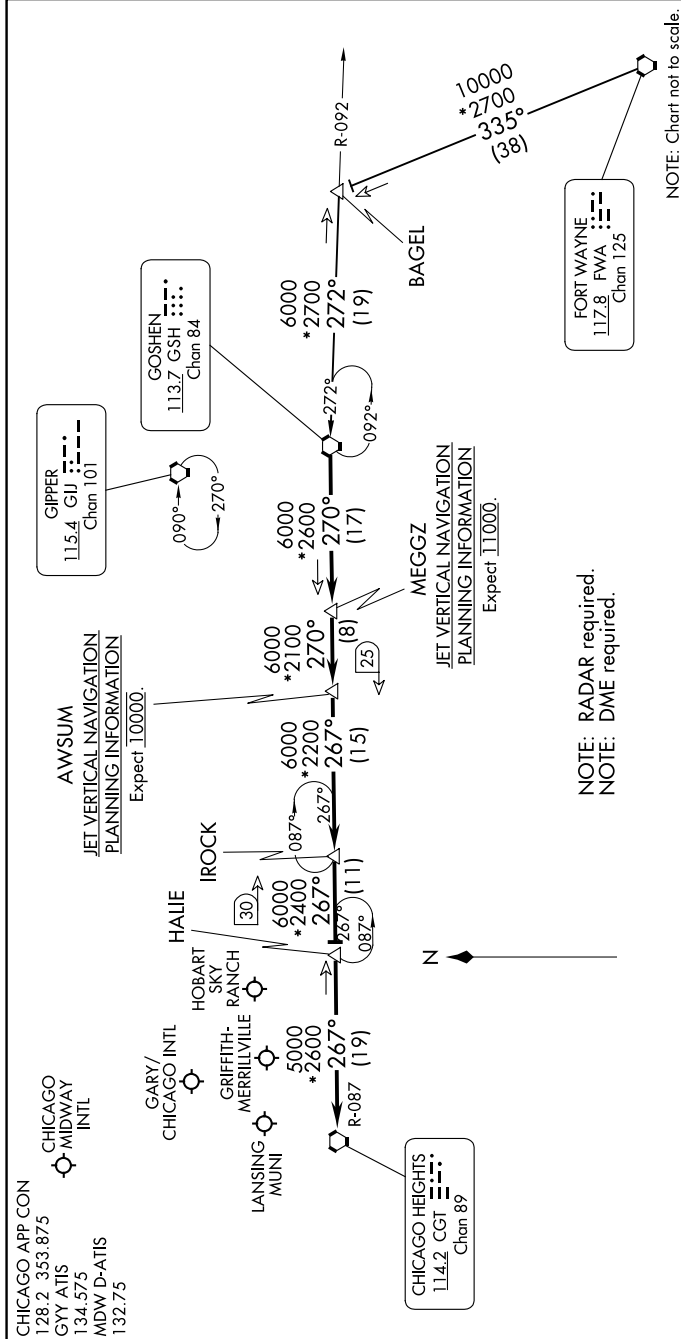 CHICAGO APP CON
128.2 353.875
GYY ATIS
134.575
MDW D-ATIS
132.75
CHICAGO
MIDWAY
INTL
GARY/
CHICAGO INTL
GRIFFITH-
MERRILLVILLE
LANSING
MUNI
HOBART
SKY
RANCH
CHICAGO HEIGHTS
114.2 CGT
Chan 89
R-087
5000
*2600
267°
(19)
HALIE
267°
087°
30
6000
*2400
267°
(11)
IROCK
087°
267°
6000
*2200
267°
(15)
AWSUM
JET VERTICAL NAVIGATION
PLANNING INFORMATION
Expect 10000.
25
6000
*2100
270°
(8)
MEGGZ
JET VERTICAL NAVIGATION
PLANNING INFORMATION
Expect 11000.
6000
*2600
270°
(17)
GIPPER
115.4 GIJ
Chan 101
090°
270°
GOSHEN
113.7 GSH
Chan 84
272°
092°
6000
*2700
272°
(19)
BAGEL
R-092
10000
*2700
335°
(38)
FORT WAYNE
117.8 FWA
Chan 125
N
NOTE: RADAR required.
NOTE: DME required.
NOTE: Chart not to scale.